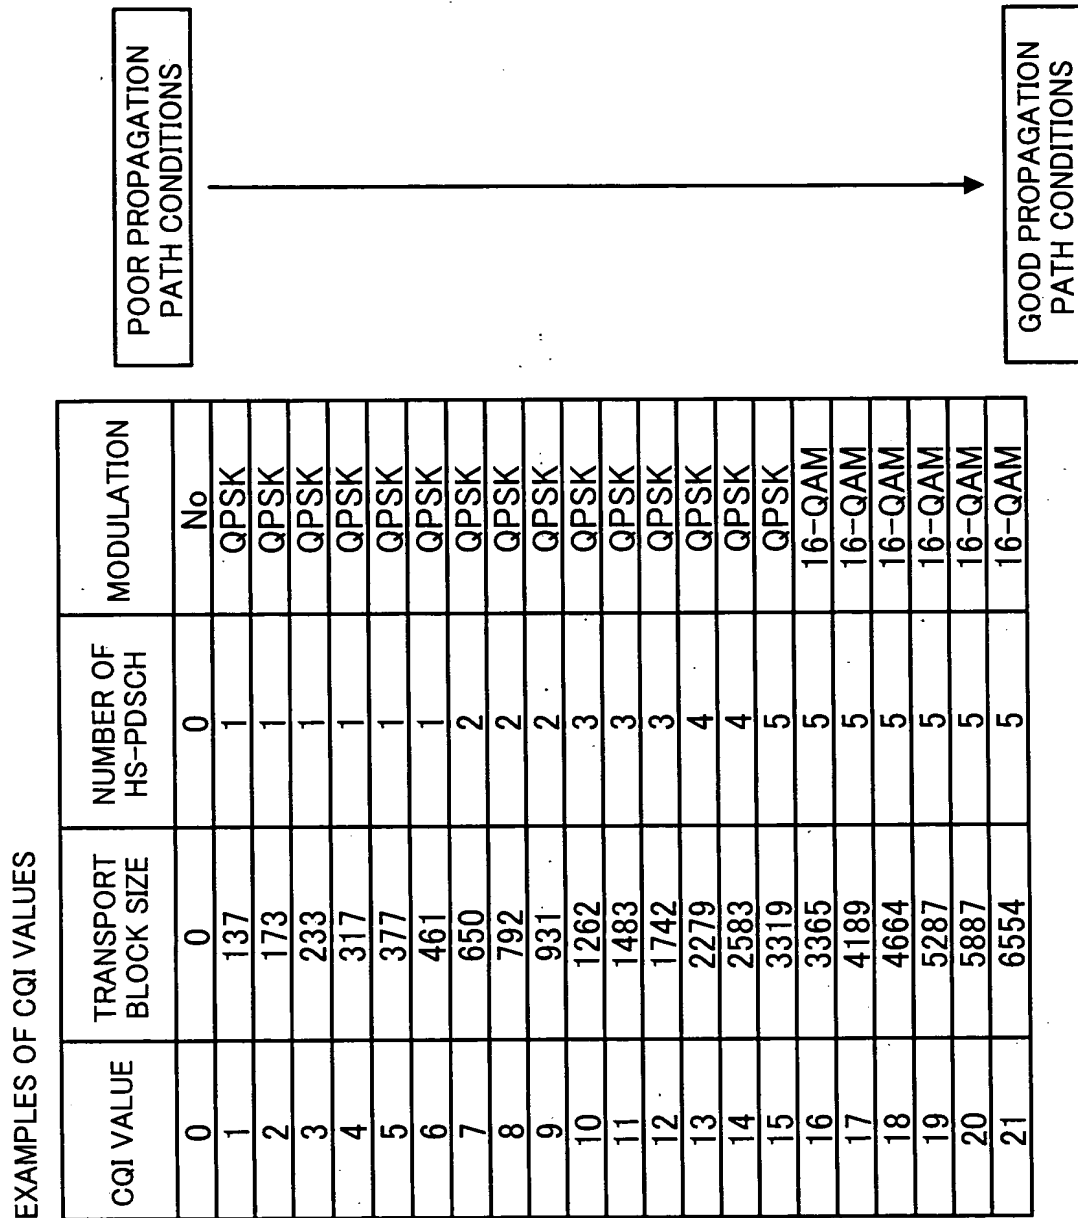 EXAMPLES OF CQI VALUES
CQI VALUE TRANSPORT BLOCK SIZE NUMBER OF HS-PDSCH MODULATION
0 0 0 No
1 137 1 QPSK
2 173 1 QPSK
3 233 1 QPSK
4 317 1 QPSK
5 377 1 QPSK
6 461 1 QPSK
7 650 2 QPSK
8 792 2 QPSK
9 931 2 QPSK
10 1262 3 QPSK
11 1483 3 QPSK
12 1742 3 QPSK
13 2279 4 QPSK
14 2583 4 QPSK
15 3319 5 QPSK
16 3365 5 16-QAM
17 4189 5 16-QAM
18 4664 5 16-QAM
19 5287 5 16-QAM
20 5887 5 16-QAM
21 6554 5 16-QAM
POOR PROPAGATION
PATH CONDITIONS
GOOD PROPAGATION
PATH CONDITIONS